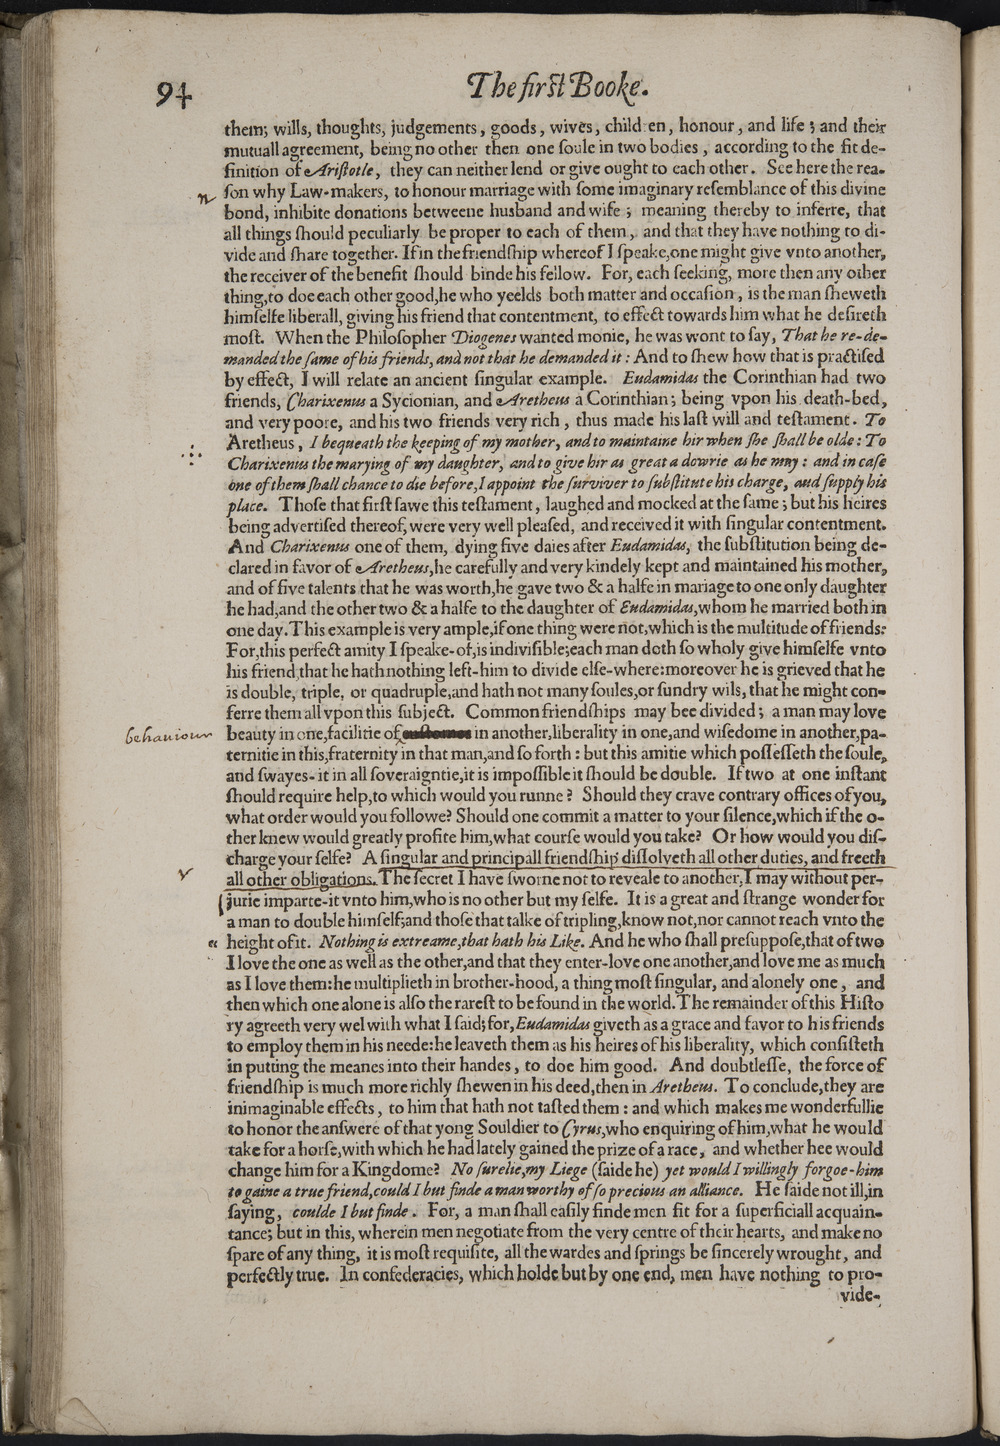 94
The firſt Booke.
them; wills, thoughts, judgements, goods, wives, child en, honour, and life; and their
mutuall agreement, being no other then one ſoule in two bodies, according to the fit de-
finition of Ariſtotle, they can neither lend or give ought to each other. See here the rea-
ſon why Law-makers, to honour marriage with ſome imaginary reſemblance of this divine
bond, inhibite donations betweene husband and wife; meaning thereby to inferre, that
all things ſhould peculiarly be proper to each of them, and that they have nothing to di-
vide and ſhare together. If in the friendſhip whereof I ſpeake, one might give vnto another,
the receiver of the benefit ſhould binde his fellow. For, each ſeeking, more then any other
thing, to doe each other good, he who yeelds both matter and occaſion, is the man ſheweth
himſelfe liberall, giving his friend that contentment, to effect towards him what he deſireth
moſt. When the Philoſopher Diogenes wanted monie, he was wont to ſay, That he re-de-
manded the ſame of his friends, and not that he demanded it: And to ſhew how that is practiſed
by effect, I will relate an ancient ſingular example. Eudamidas the Corinthian had two
friends, Charixenus a Sycionian, and Aretheus a Corinthian; being vpon his death-bed,
and very poore, and his two friends very rich, thus made his laſt will and teſtament. To
Aretheus, I bequeath the keeping of my mother, and to maintaine hir when ſhe ſhall be olde: To
Charixenus the marying of my daughter, and to give hir as great a dowrie as he may: and in caſe
one of them ſhall chance to die before, I appoint the ſurviver to ſubſtitute his charge, and ſupply his
place. Thoſe that firſt ſawe this teſtament, laughed and mocked at the ſame; but his heires
being advertiſed thereof, were very well pleaſed, and received it with ſingular contentment.
And Charixenus one of them, dying five daies after Eudamidas, the ſubſtitution being de-
clared in favor of Aretheus, he carefully and very kindely kept and maintained his mother,
and of five talents that he was worth, he gave two & a halfe in mariage to one only daughter
he had, and the other two & a halfe to the daughter of Eudamidas, whom he married both in
one day. This example is very ample, if one thing were not, which is the multitude of friends:
For, this perfect amity I ſpeake-of, is indiviſible; each man doth ſo wholy give himſelfe vnto
his friend, that he hath nothing left-him to divide elſe-where: moreover he is grieved that he
is double, triple, or quadruple, and hath not many ſoules, or ſundry wils, that he might con-
ferre them all vpon this ſubject. Common friendſhips may bee divided; a man may love
behaviour
beauty in one, facilitie of customes in another, liberality in one, and wiſedome in another, pa-
ternitie in this, fraternity in that man, and ſo forth: but this amitie which poſſeſſeth the ſoule,
and ſwayes-it in all ſoveraigntie, it is impoſſible it ſhould be double. If two at one inſtant
ſhould require help, to which would you runne? Should they crave contrary offices of you,
what order would you followe? Should one commit a matter to your ſilence, which if the o-
ther knew would greatly profite him, what courſe would you take? Or how would you diſ-
charge your ſelfe? A ſingular and principall friendſhip diſſolveth all other duties, and freeth
all other obligations. The ſecret I have ſworne not to reveale to another, I may without per-
jurie imparte-it vnto him, who is no other but my ſelfe. It is a great and ſtrange wonder for
a man to double himſelf; and thoſe that talke of tripling, know not, nor cannot reach vnto the
“ height of it. Nothing is extreame, that hath his Like. And he who ſhall preſuppoſe, that of two
I love the one as well as the other, and that they enter-love one another, and love me as much
as I love them: he multiplieth in brother-hood, a thing moſt ſingular, and alonely one, and
then which one alone is alſo the rareſt to be found in the world. The remainder of this Hiſto
ry agreeth very wel with what I ſaid; for, Eudamidas giveth as a grace and favor to his friends
to employ them in his neede: he leaveth them as his heires of his liberality, which conſiſteth
in putting the meanes into their handes, to doe him good. And doubtleſſe, the force of
friendſhip is much more richly ſhewen in his deed, then in Aretheus. To conclude, they are
inimaginable effects, to him that hath not taſted them: and which makes me wonderfullie
to honor the anſwere of that yong Souldier to Cyrus, who enquiring of him, what he would
take for a horſe, with which he had lately gained the prize of a race, and whether hee would
change him for a Kingdome? No ſurelie, my Liege (ſaide he) yet would I willingly forgoe-him
to gaine a true friend, could I but finde a man worthy of ſo precious an alliance. He ſaide not ill, in
ſaying, coulde I but finde. For, a man ſhall eaſily finde men fit for a ſuperficiall acquain-
tance; but in this, wherein men negotiate from the very centre of their hearts, and make no
ſpare of any thing, it is moſt requiſite, all the wardes and ſprings be ſincerely wrought, and
perfectly true. In confederacies, which holde but by one end, men have nothing to pro-
vide-